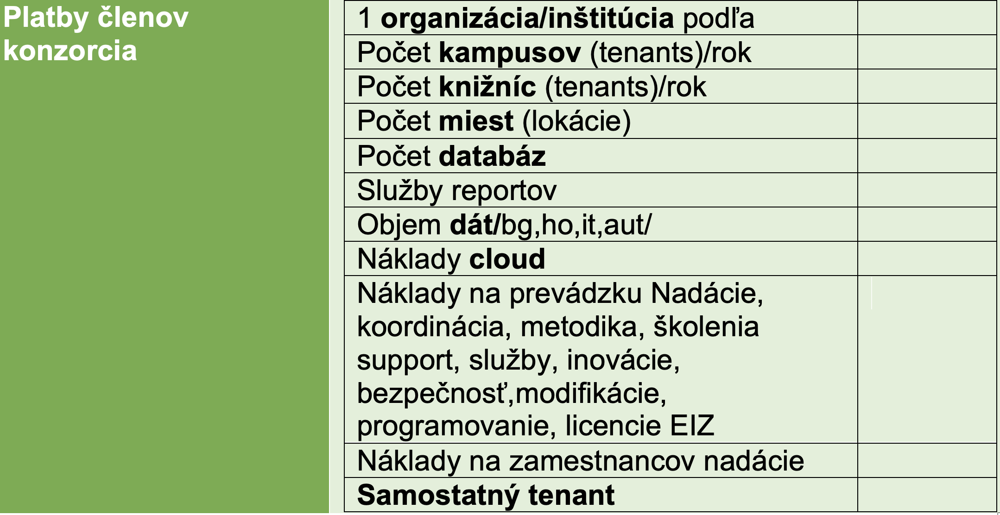 Platby členov
konzorcia
1 organizácia/inštitúcia podľa
Počet kampusov (tenants)/rok
Počet knižníc (tenants)/rok
Počet miest (lokácie)
Počet databáz
Služby reportov
Objem dát/bg,ho,it,aut/
Náklady cloud
Náklady na prevádzku Nadácie,
koordinácia, metodika, školenia
support, služby, inovácie,
bezpečnosť,modifikácie,
programovanie, licencie EIZ
Náklady na zamestnancov nadácie
Samostatný tenant